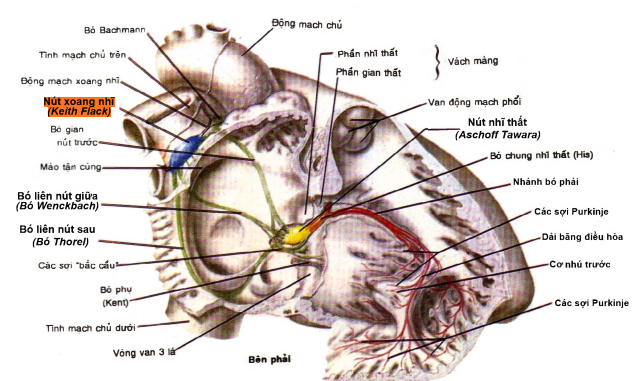 Bó Bachmann
Động mạch chủ
Tĩnh mạch chủ trên
Động mạch xoang nhĩ
Nút xoang nhĩ
(Keith Flack)
Bó gian
nút trước
Mào tận cùng
Bó liên nút giữa
(Bó Wenckbach)
Bó liên nút sau
(Bó Thorel)
Các sợi "bắc cầu"
Bó phụ
(Kent)
Tĩnh mạch chủ dưới
Vòng van 3 lá
Bên phải
Phần nhĩ thất
Phần gian thất
Vách màng
Van động mạch phổi
Nút nhĩ thất
(Aschoff Tawara)
Bó chung nhĩ thất (His)
Nhánh bó phải
Các sợi Purkinje
Dải băng điều hòa
Cơ nhú trước
Các sợi Purkinje